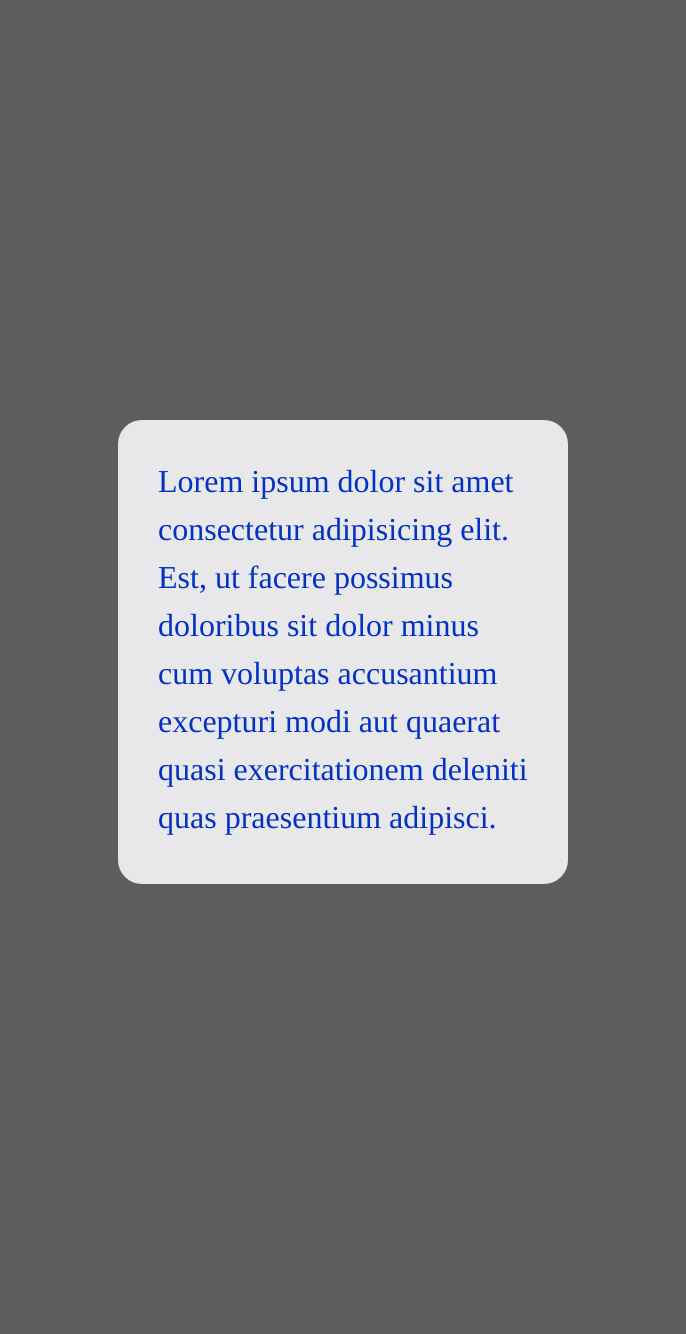 Lorem ipsum dolor sit amet
consectetur adipisicing elit.
Est, ut facere possimus
doloribus sit dolor minus
cum voluptas accusantium
excepturi modi aut quaerat
quasi exercitationem deleniti
quas praesentium adipisci.